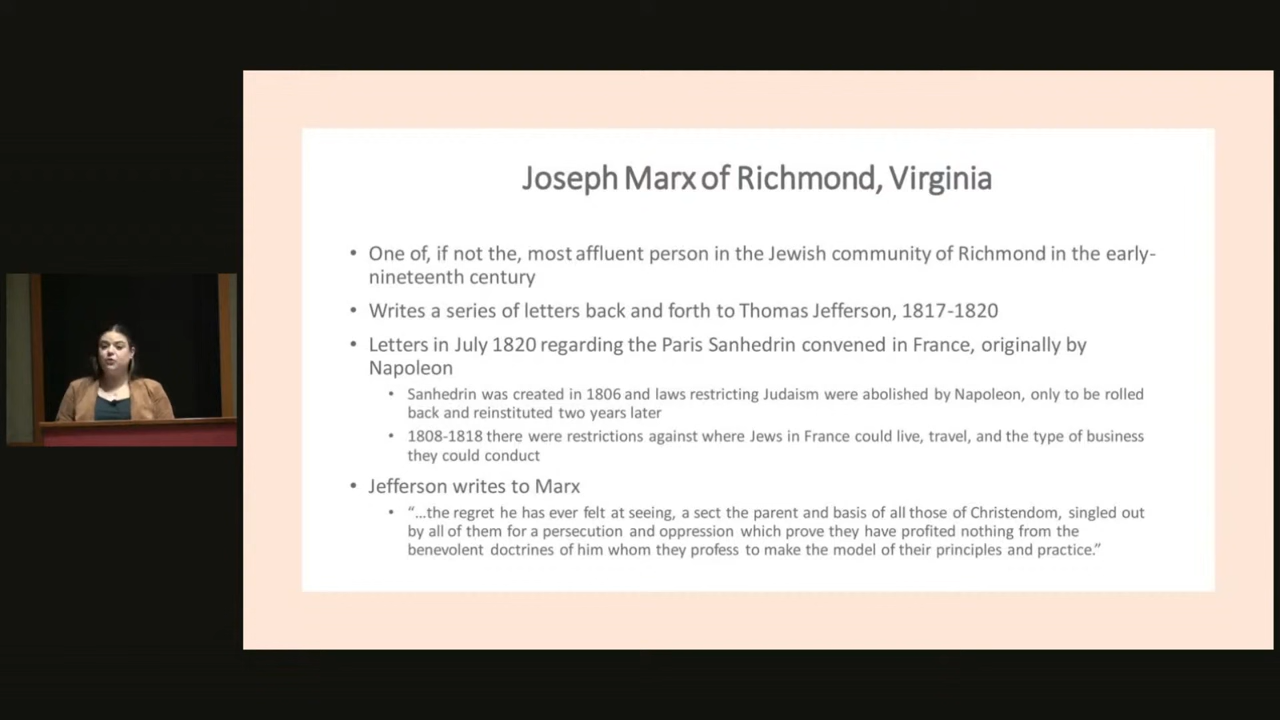 Joseph Marx of Richmond, Virginia
• One of, if not the, most affluent person in the Jewish community of Richmond in the early-
nineteenth century
• Writes a series of letters back and forth to Thomas Jefferson, 1817-1820
• Letters in July 1820 regarding the Paris Sanhedrin convened in France, originally by
Napoleon
• Sanhedrin was created in 1806 and laws restricting Judaism were abolished by Napoleon, only to be rolled
back and reinstituted two years later
• 1808-1818 there were restrictions against where Jews in France could live, travel, and the type of business
they could conduct
• Jefferson writes to Marx
• “…the regret he has ever felt at seeing, a sect the parent and basis of all those of Christendom, singled out
by all of them for a persecution and oppression which prove they have profited nothing from the
benevolent doctrines of him whom they profess to make the model of their principles and practice.”